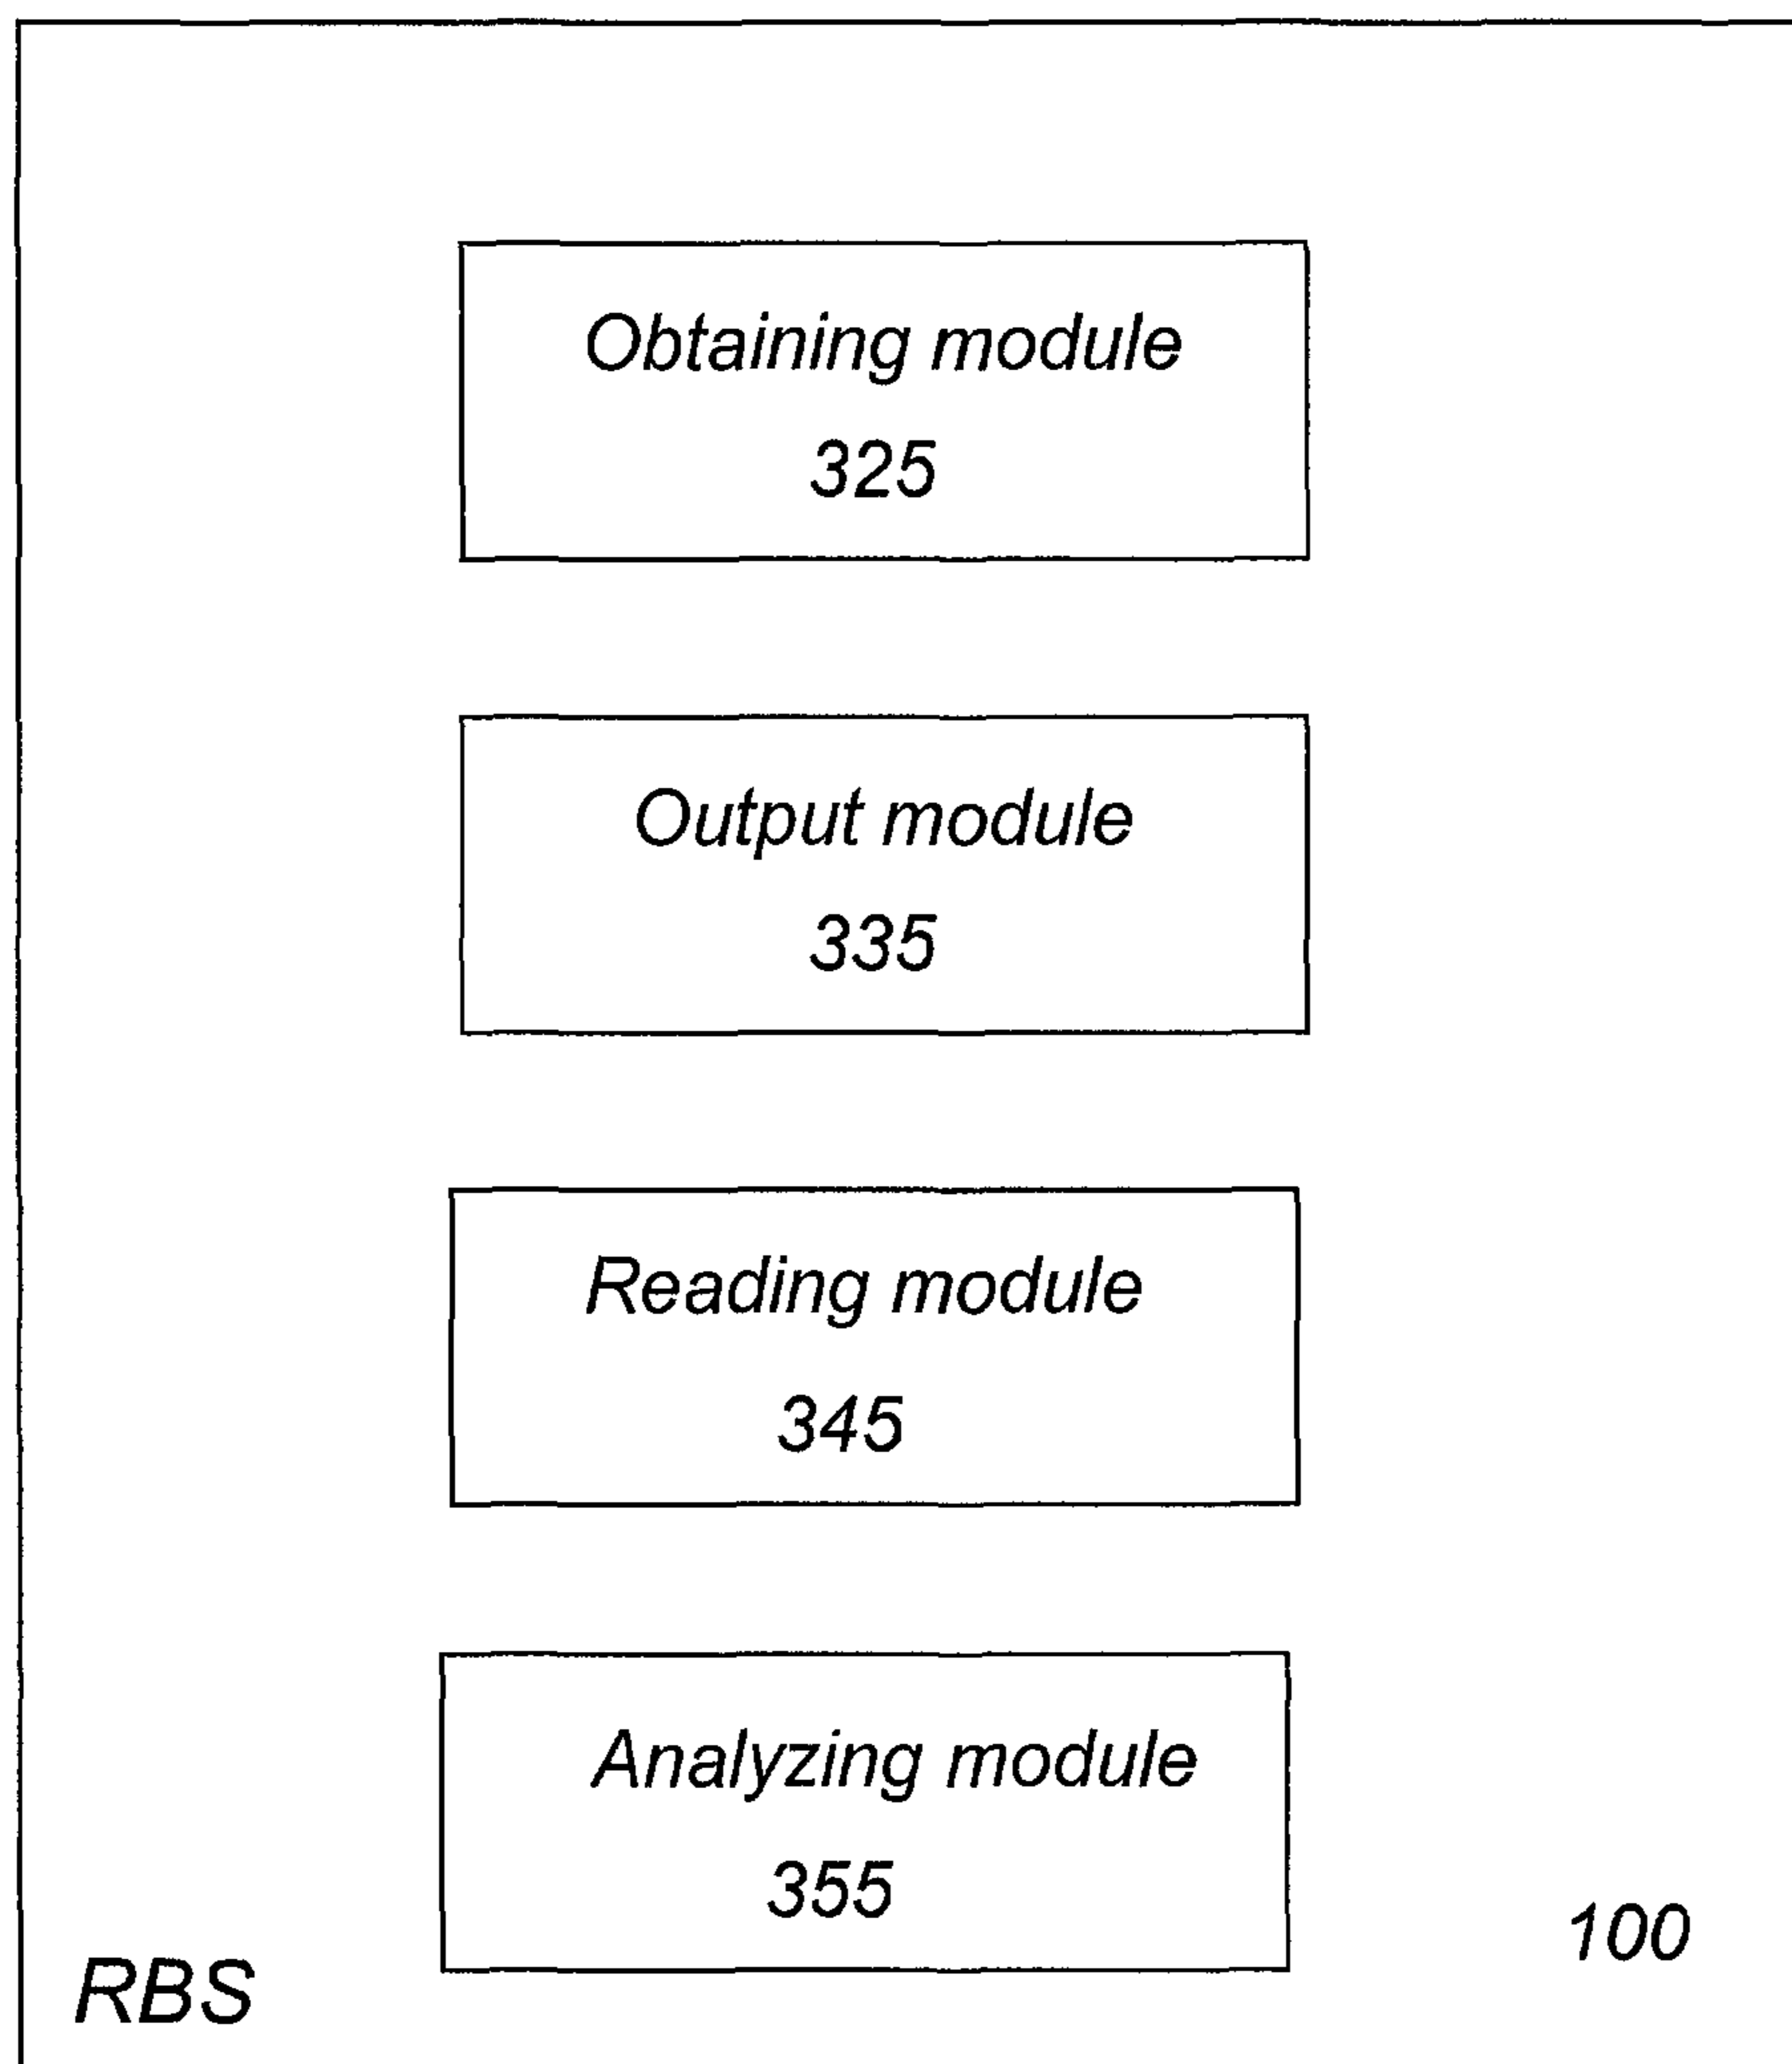 Obtaining module
325
Output module
335
Reading module
345
Analyzing module
355
100
RBS